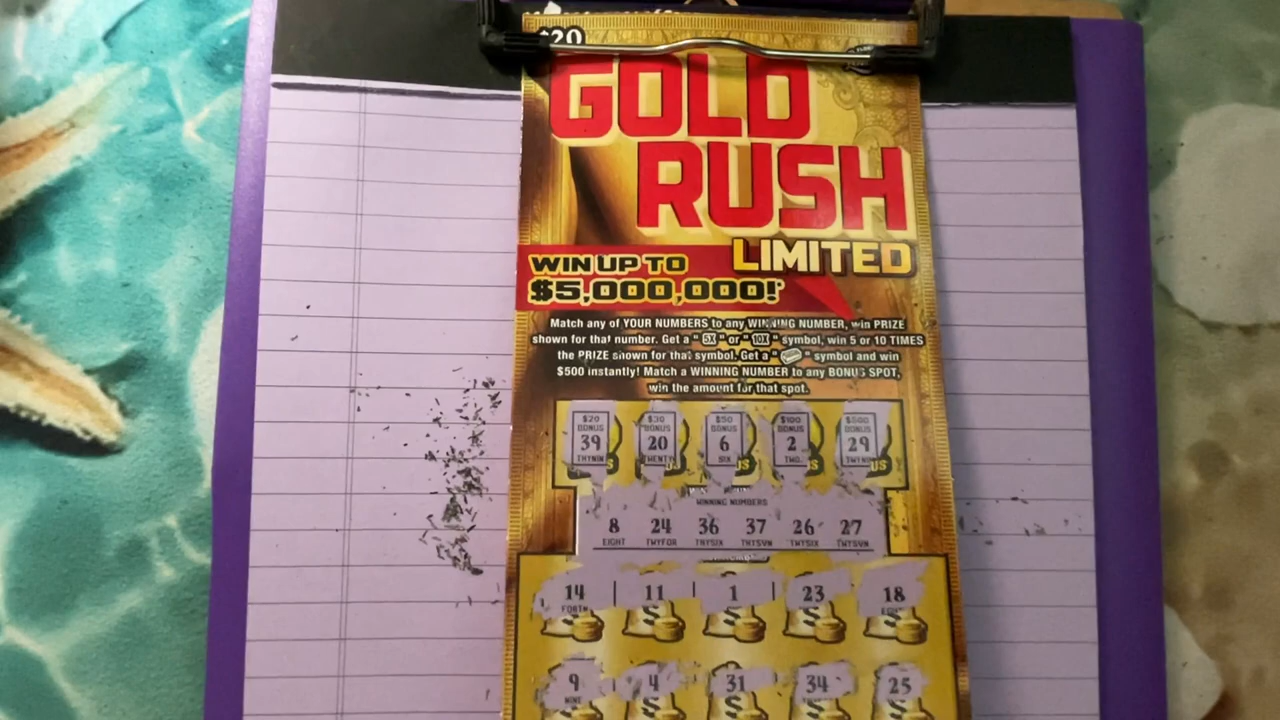 $20
GOLD
RUSH
LIMITED
WIN UP TO
$5,000,000!
Match any of YOUR NUMBERS to any WINNING NUMBER, win PRIZE
shown for that number. Get a "5X" or "10X" symbol, win 5 or 10 TIMES
the PRIZE shown for that symbol. Get a " " symbol and win
$500 instantly! Match a WINNING NUMBER to any BONUS SPOT,
win the amount for that spot.
$20 $30 $50 $100 $500
BONUS BONUS BONUS BONUS BONUS
39 20 6 2 29
THYNIN TWENTY SIX TWO TWYNIN
WINNING NUMBERS
8 24 36 37 26 27
EIGHT TWYFOR THYSIX THYSVN TWYSIX TWYSVN
14 11 1 23 18
9 4 31 34 25
NINE